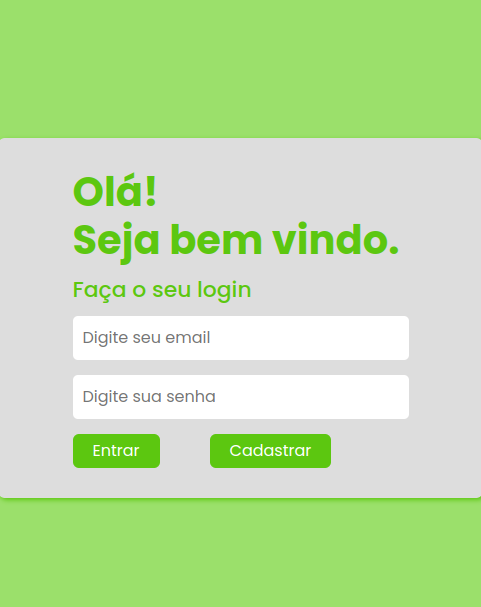 Olá!
Seja bem vindo.
Faça o seu login
Digite seu email
Digite sua senha
Entrar
Cadastrar